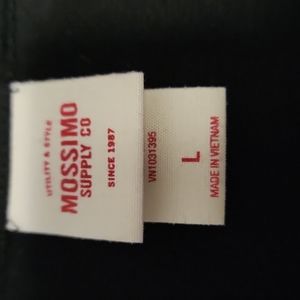 UTILITY & STYLE
MOSSIMO
SUPPLY CO
SINCE 1987
VN1031395
L
MADE IN VIETNAM